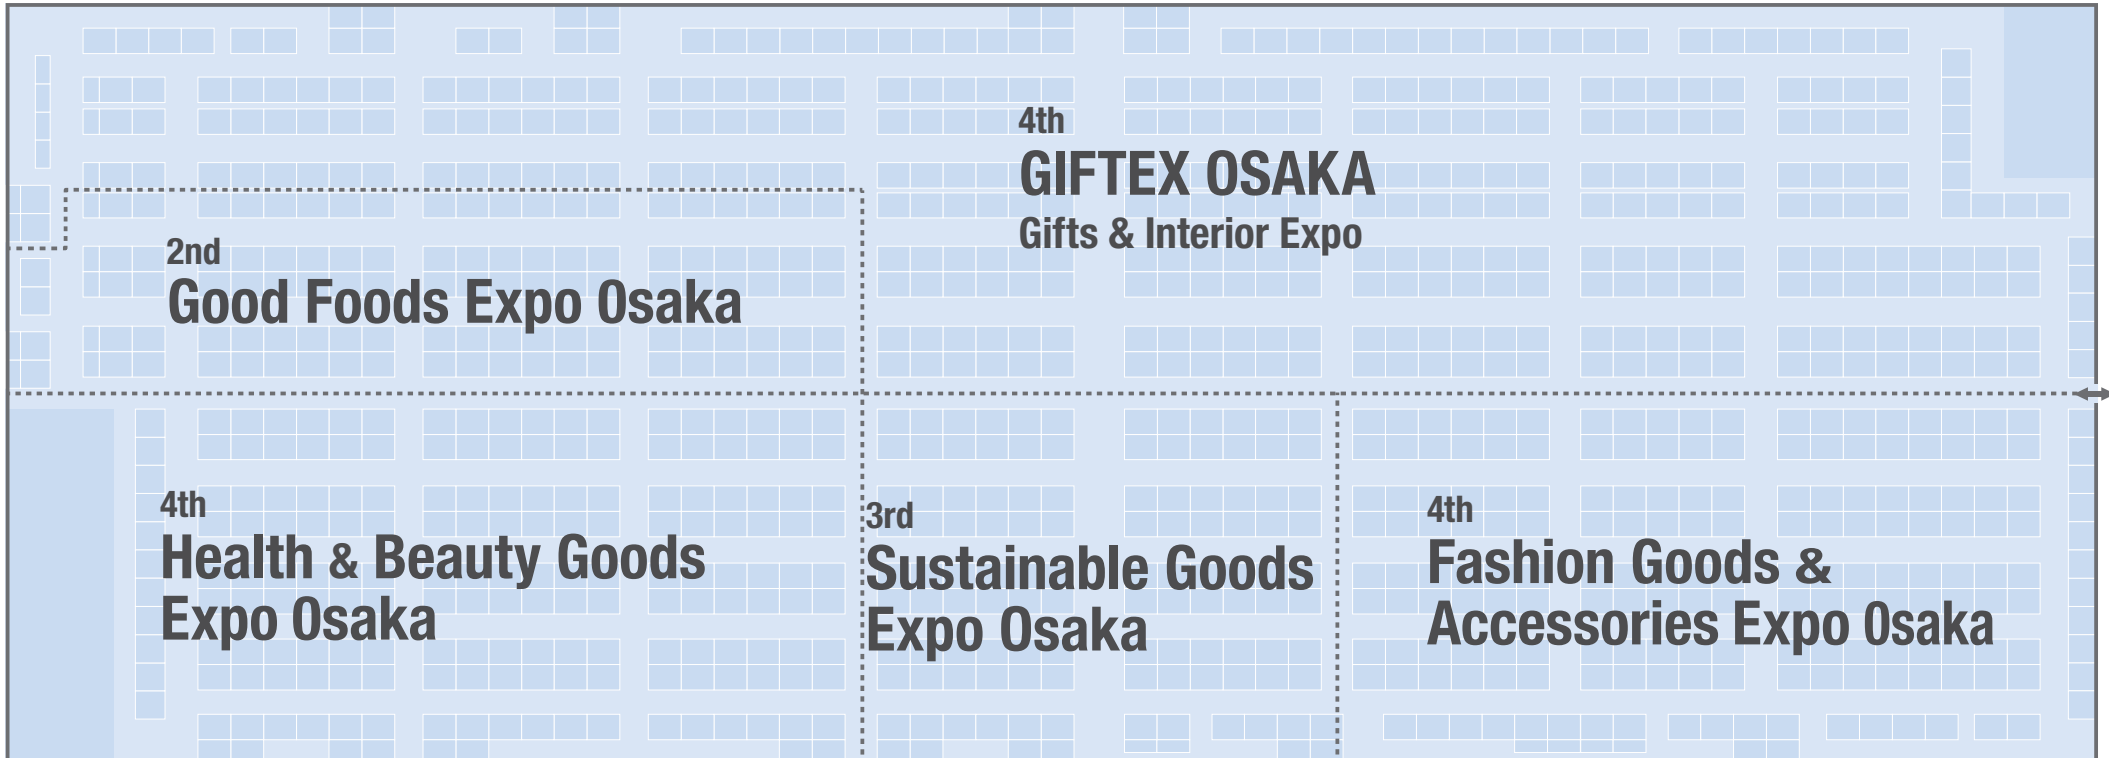 4th
GIFTEX OSAKA
Gifts & Interior Expo
2nd
Good Foods Expo Osaka
4th
Health & Beauty Goods
Expo Osaka
3rd
Sustainable Goods
Expo Osaka
4th
Fashion Goods &
Accessories Expo Osaka